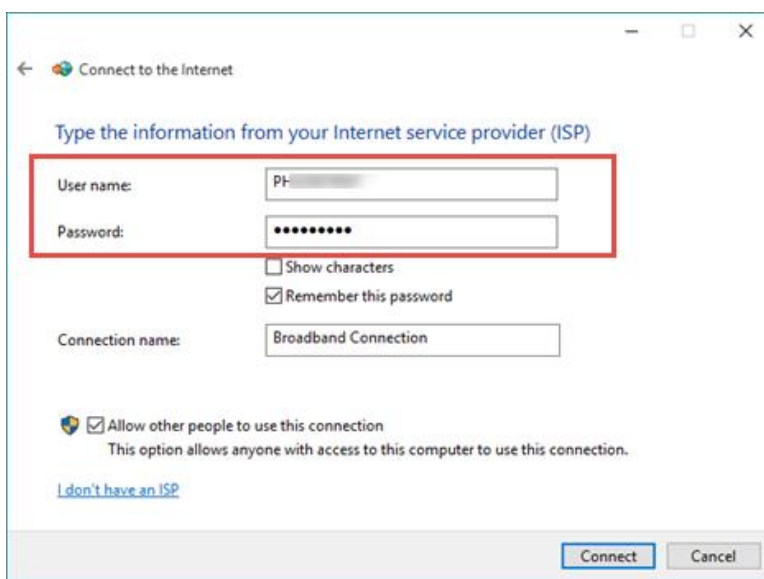 Connect to the Internet
Type the information from your Internet service provider (ISP)
User name: PH
Password: •••••••••
Show characters
Remember this password
Connection name: Broadband Connection
Allow other people to use this connection
This option allows anyone with access to this computer to use this connection.
I don't have an ISP
Connect Cancel